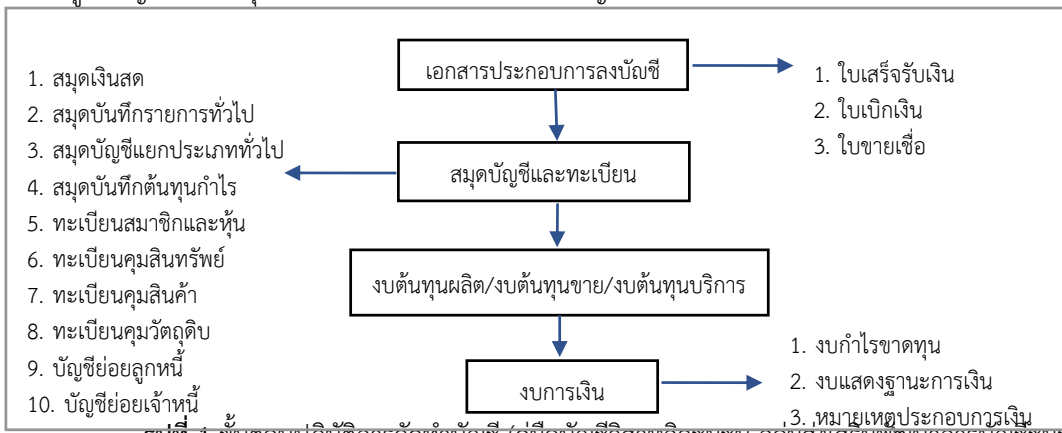 เอกสารประกอบการลงบัญชี
1. ใบเสร็จรับเงิน
2. ใบเบิกเงิน
3. ใบขายเชื่อ
สมุดบัญชีและทะเบียน
1. สมุดเงินสด
2. สมุดบันทึกรายการทั่วไป
3. สมุดบัญชีแยกประเภททั่วไป
4. สมุดบันทึกต้นทุนกำไร
5. ทะเบียนสมาชิกและหุ้น
6. ทะเบียนคุมสินทรัพย์
7. ทะเบียนคุมสินค้า
8. ทะเบียนคุมวัตถุดิบ
9. บัญชีย่อยลูกหนี้
10. บัญชีย่อยเจ้าหนี้
งบต้นทุนผลิต/งบต้นทุนขาย/งบต้นทุนบริการ
งบการเงิน
1. งบกำไรขาดทุน
2. งบแสดงฐานะการเงิน
3. หมายเหตุประกอบการเงิน